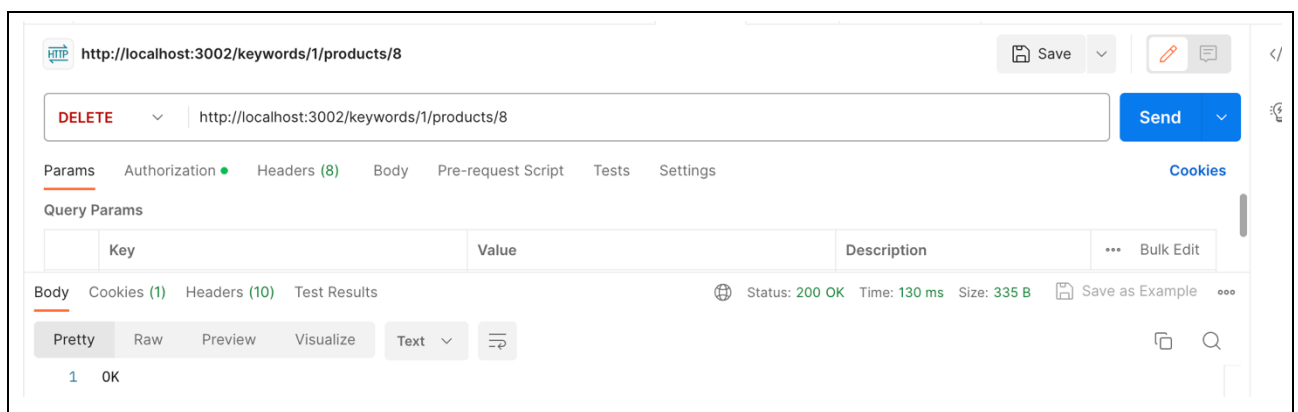 HTTP http://localhost:3002/keywords/1/products/8 Save
DELETE http://localhost:3002/keywords/1/products/8 Send
Params Authorization Headers (8) Body Pre-request Script Tests Settings Cookies
Query Params
Key Value Description Bulk Edit
Body Cookies (1) Headers (10) Test Results Status: 200 OK Time: 130 ms Size: 335 B Save as Example
Pretty Raw Preview Visualize Text
1 OK